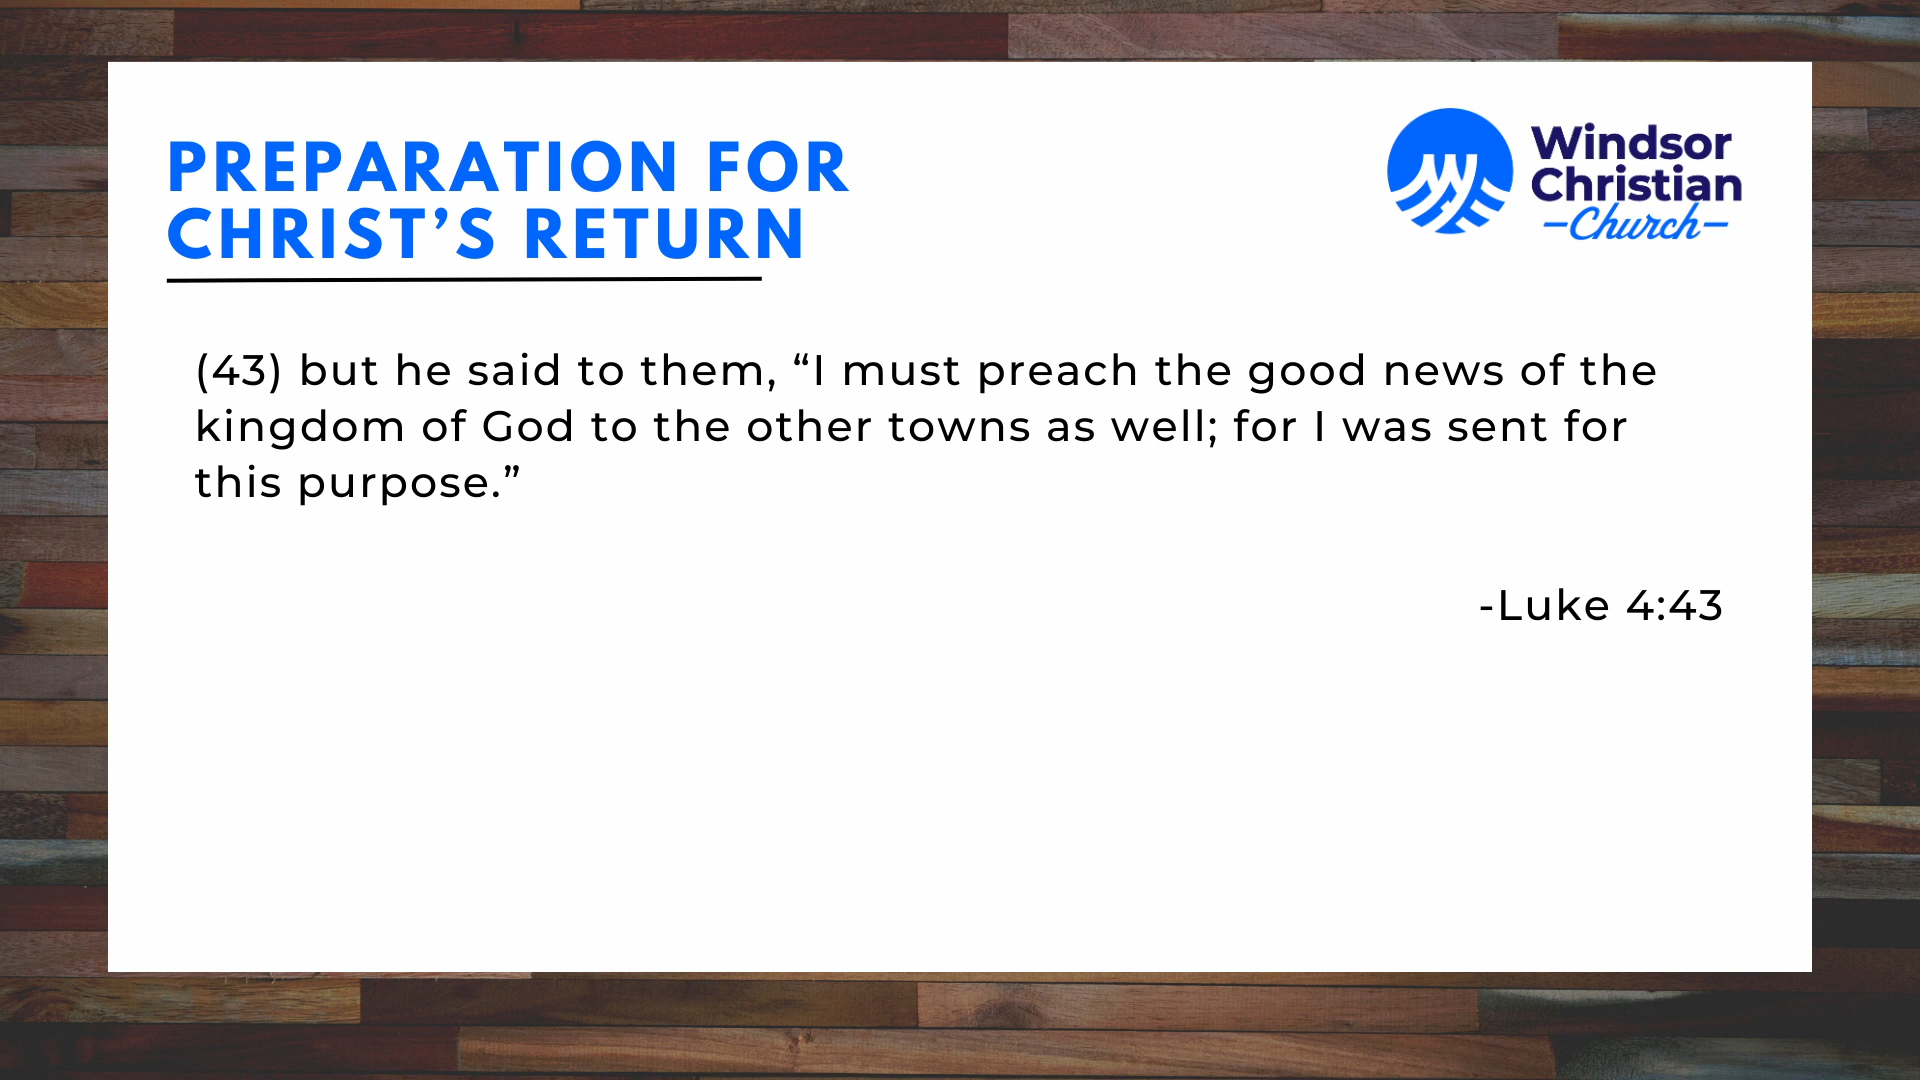 PREPARATION FOR
CHRIST’S RETURN
Windsor
Christian
-Church-
(43) but he said to them, “I must preach the good news of the
kingdom of God to the other towns as well; for I was sent for
this purpose.”
-Luke 4:43